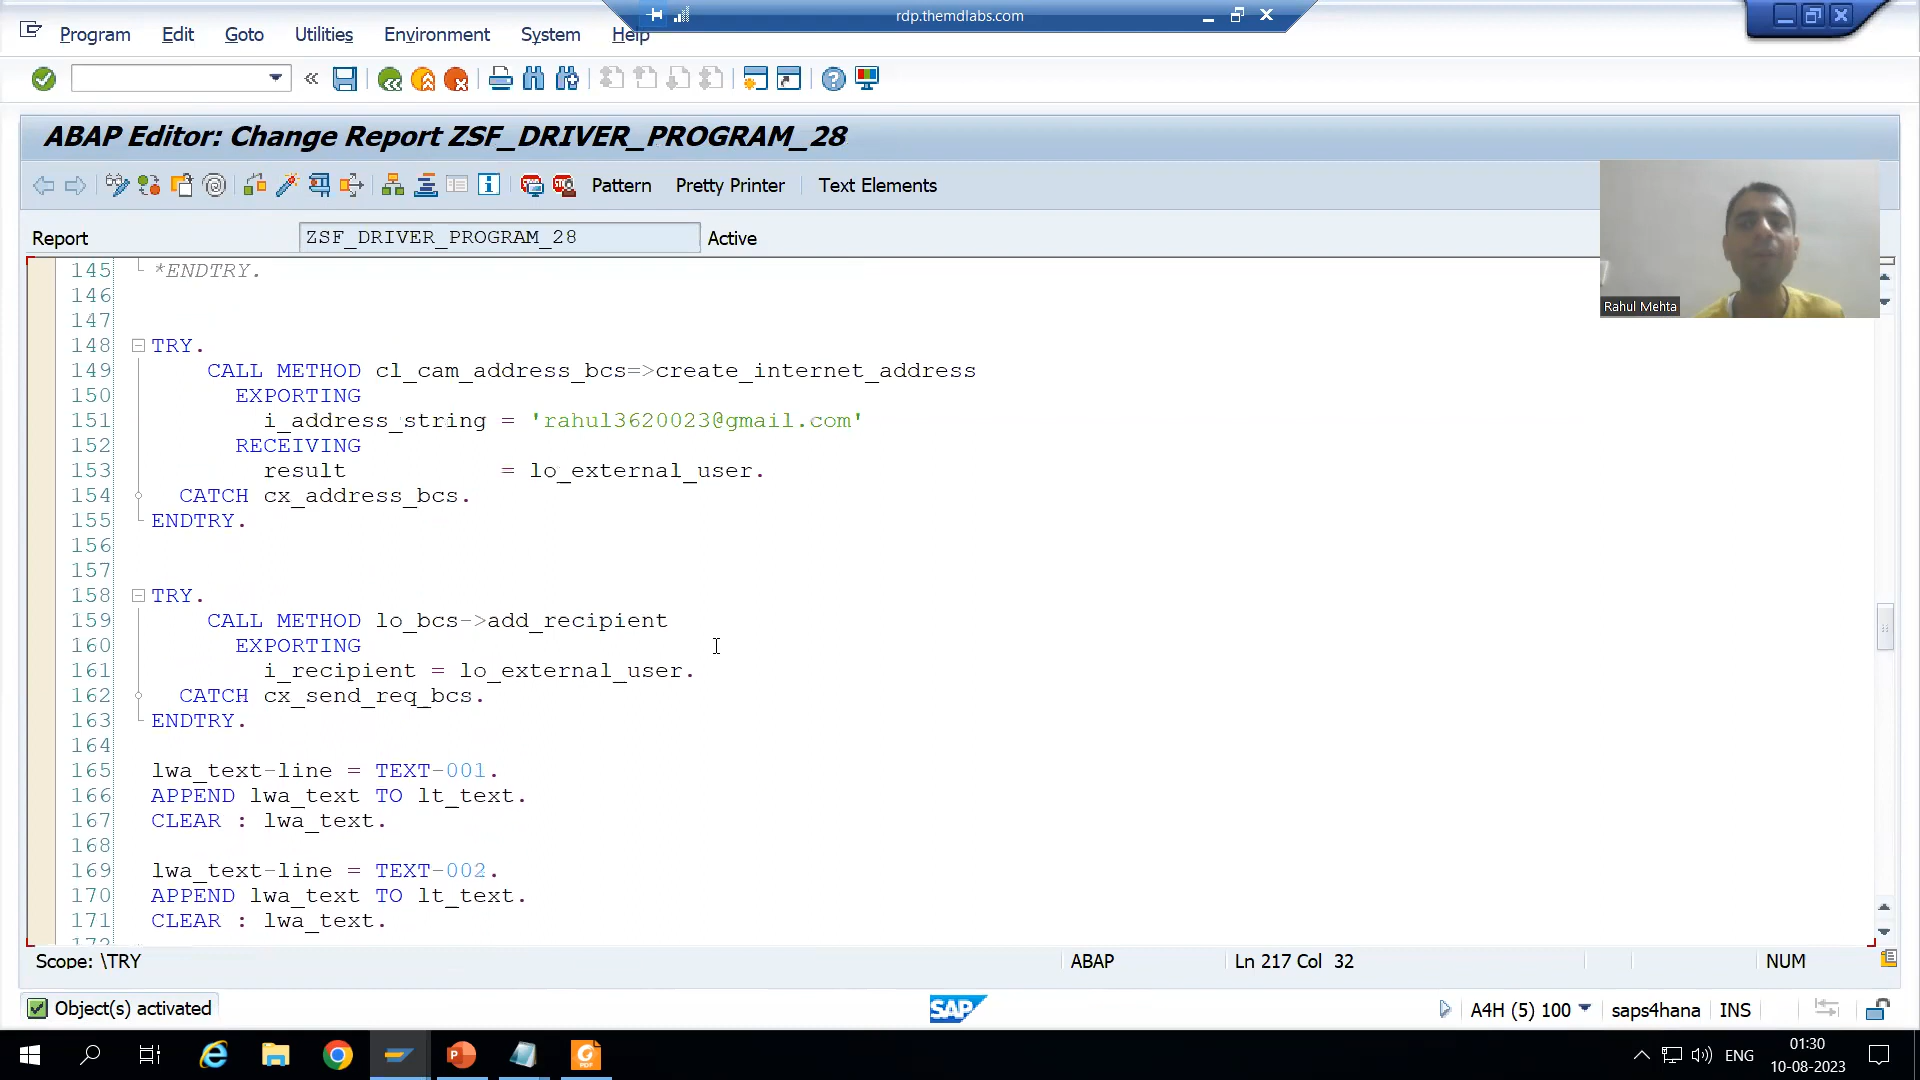 rdp.themdlabs.com
Program Edit Goto Utilities Environment System Help
ABAP Editor: Change Report ZSF_DRIVER_PROGRAM_28
Pattern Pretty Printer Text Elements
Report ZSF_DRIVER_PROGRAM_28 Active
Rahul Mehta
145 *ENDTRY.
146
147
148 TRY.
149 CALL METHOD cl_cam_address_bcs=>create_internet_address
150 EXPORTING
151 i_address_string = 'rahul3620023@gmail.com'
152 RECEIVING
153 result = lo_external_user.
154 CATCH cx_address_bcs.
155 ENDTRY.
156
157
158 TRY.
159 CALL METHOD lo_bcs->add_recipient
160 EXPORTING
161 i_recipient = lo_external_user.
162 CATCH cx_send_req_bcs.
163 ENDTRY.
164
165 lwa_text-line = TEXT-001.
166 APPEND lwa_text TO lt_text.
167 CLEAR : lwa_text.
168
169 lwa_text-line = TEXT-002.
170 APPEND lwa_text TO lt_text.
171 CLEAR : lwa_text.
172
Scope: \TRY ABAP Ln 217 Col 32 NUM
Object(s) activated SAP A4H (5) 100 saps4hana INS
ENG 01:30
10-08-2023